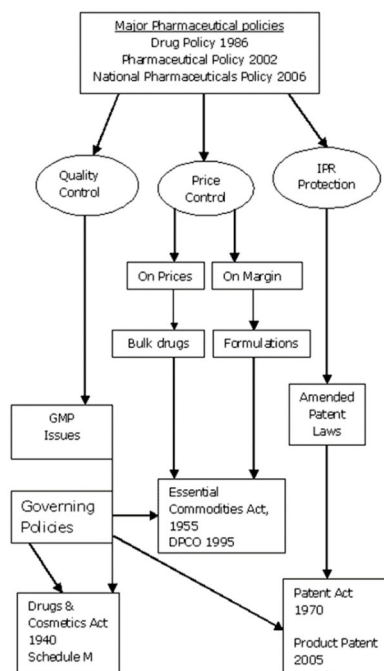 Major Pharmaceutical policies
Drug Policy 1986
Pharmaceutical Policy 2002
National Pharmaceuticals Policy 2006
Quality
Control
Price
Control
IPR
Protection
On Prices
On Margin
Bulk drugs
Formulations
Amended
Patent
Laws
GMP
Issues
Governing
Policies
Essential
Commodities Act,
1955
DPCO 1995
Drugs &
Cosmetics Act
1940
Schedule M
Patent Act
1970
Product Patent
2005